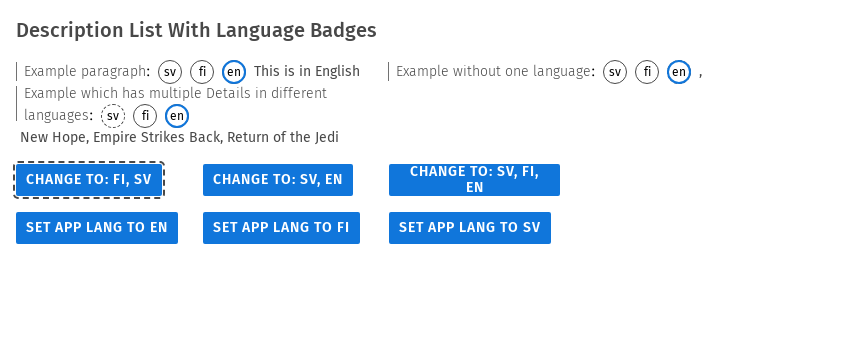 Description List With Language Badges
Example paragraph: sv fi en This is in English
Example without one language: sv fi en ,
Example which has multiple Details in different
languages: sv fi en
New Hope, Empire Strikes Back, Return of the Jedi
CHANGE TO: FI, SV
CHANGE TO: SV, EN
CHANGE TO: SV, FI,
EN
SET APP LANG TO EN
SET APP LANG TO FI
SET APP LANG TO SV